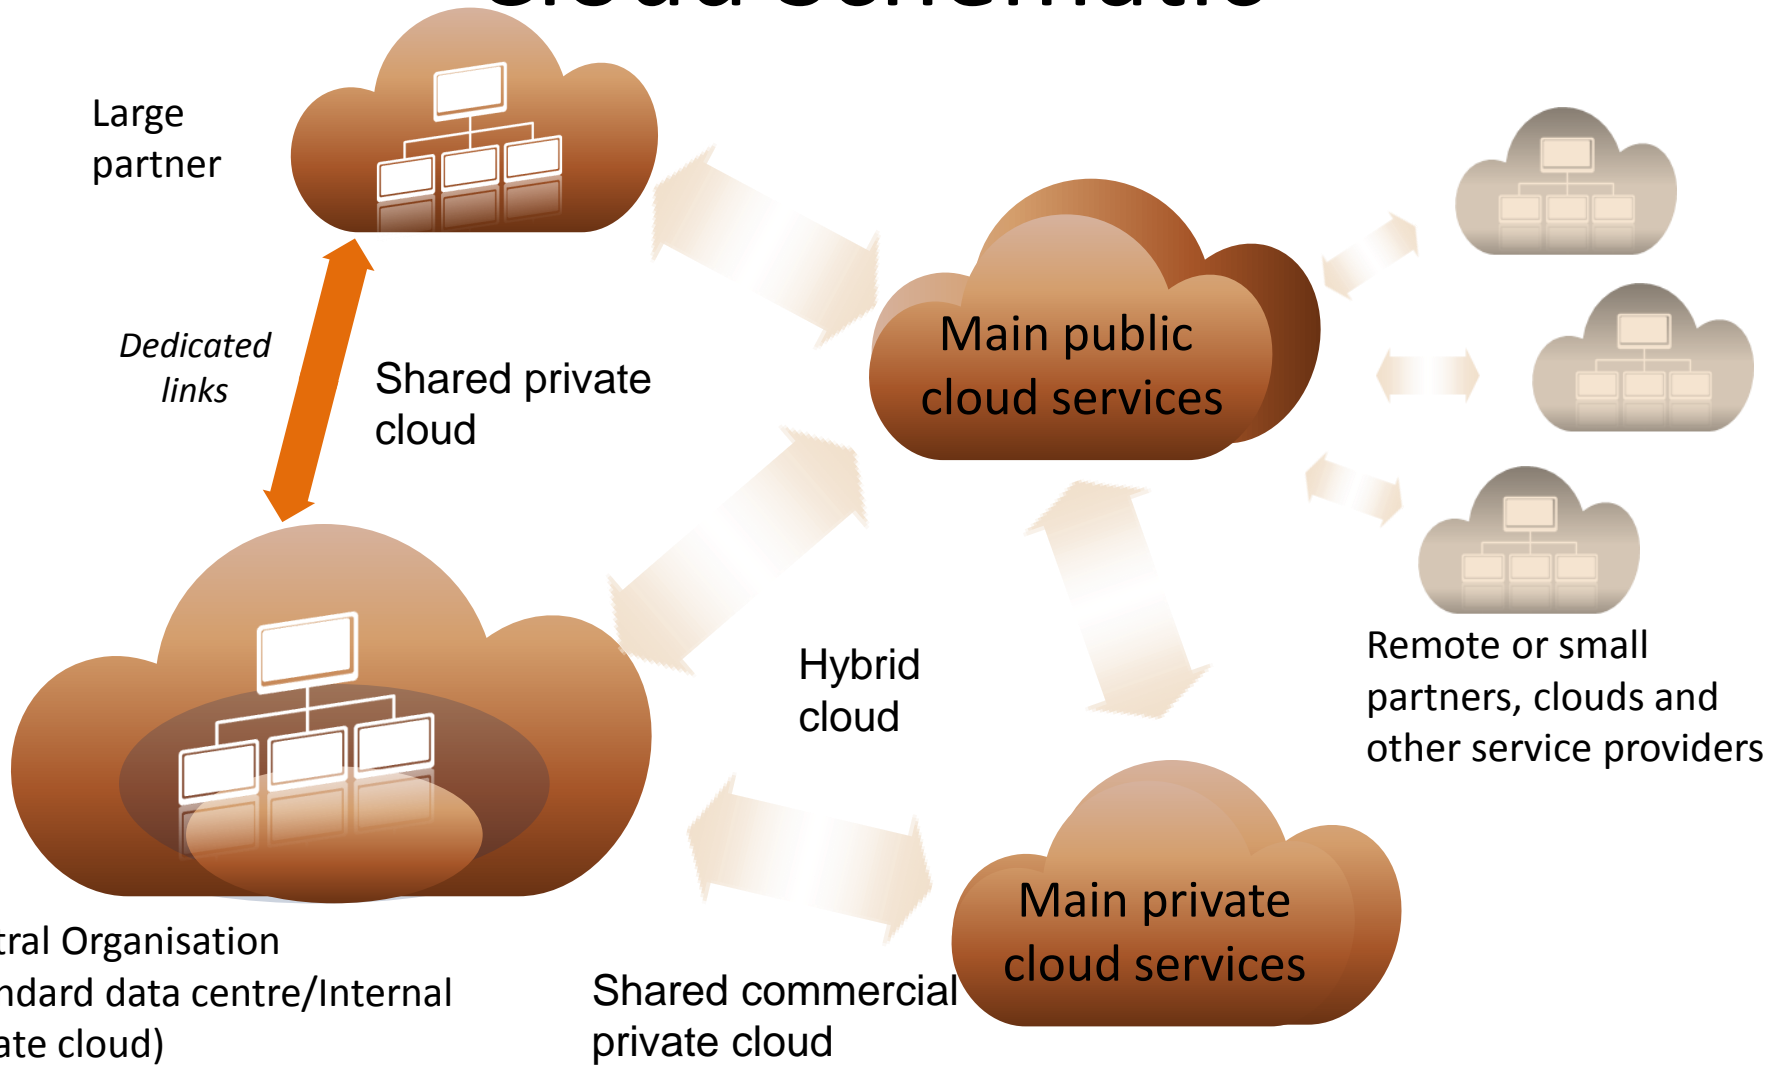 Cloud schematic
Large
partner
Dedicated
links
Shared private
cloud
Main public
cloud services
Hybrid
cloud
Remote or small
partners, clouds and
other service providers
Main private
cloud services
tral Organisation
ndard data centre/Internal
ate cloud)
Shared commercial
private cloud